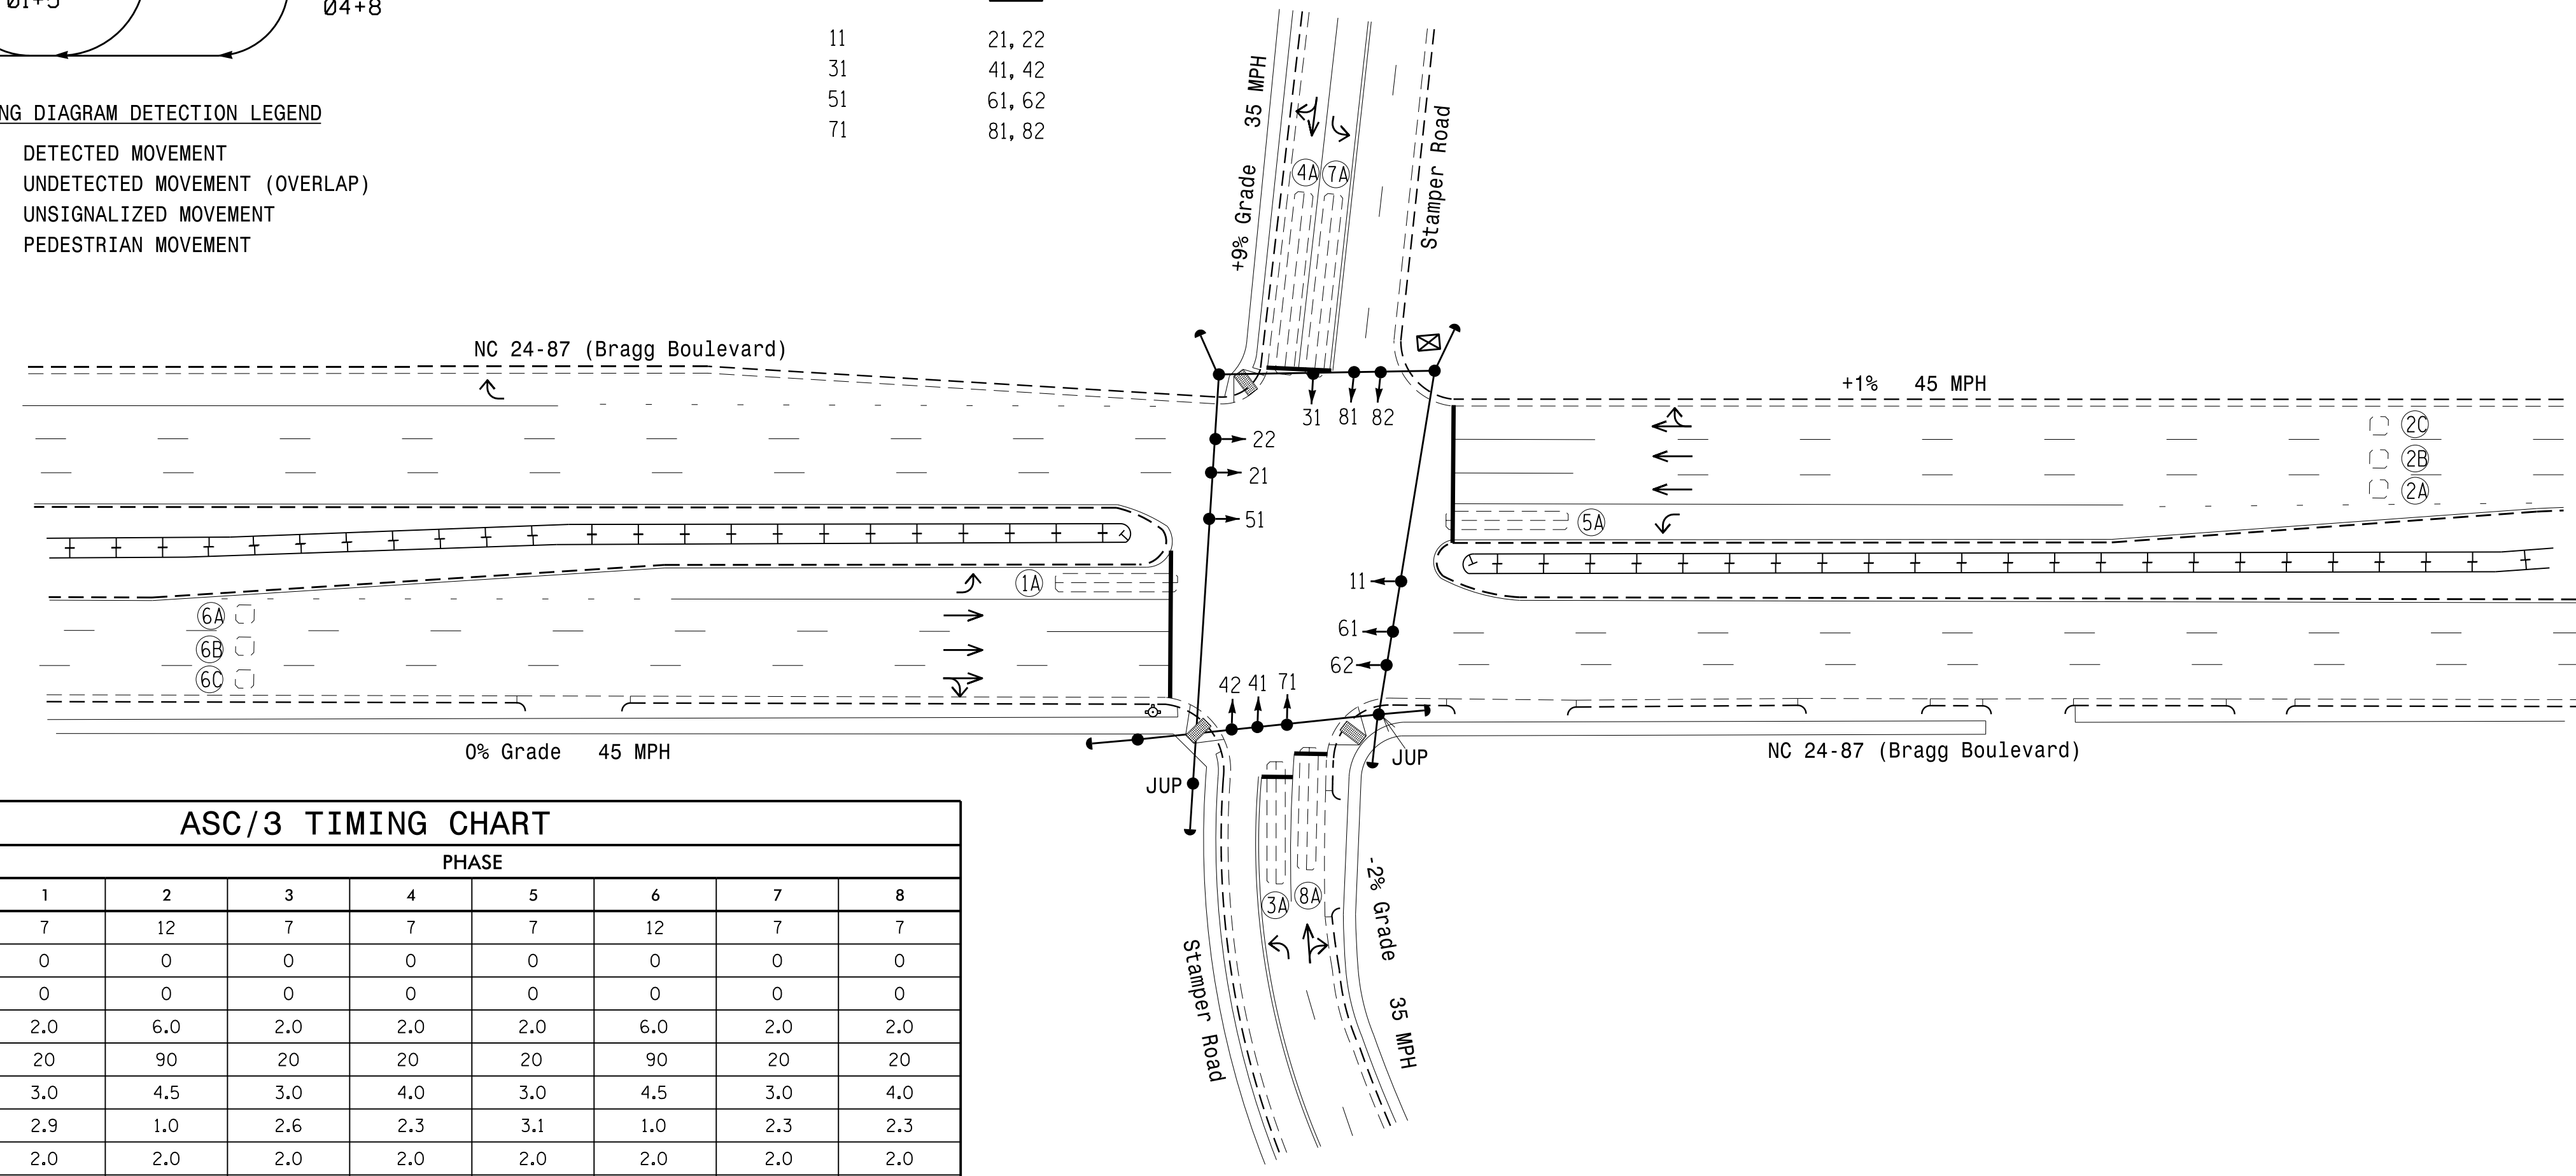 Ø1+5
Ø4+8
11 21, 22
31 41, 42
51 61, 62
71 81, 82
NG DIAGRAM DETECTION LEGEND
DETECTED MOVEMENT
UNDETECTED MOVEMENT (OVERLAP)
UNSIGNALIZED MOVEMENT
PEDESTRIAN MOVEMENT
+9% Grade 35 MPH
4A 7A
Stamper Road
NC 24-87 (Bragg Boulevard)
+1% 45 MPH
31 81 82
22
21
51
2C
2B
2A
5A
1A
6A
6B
6C
11
61
62
42 41 71
0% Grade 45 MPH
JUP
JUP
NC 24-87 (Bragg Boulevard)
3A 8A
-2% Grade 35 MPH
Stamper Road
ASC/3 TIMING CHART
PHASE
1 2 3 4 5 6 7 8
7 12 7 7 7 12 7 7
0 0 0 0 0 0 0 0
0 0 0 0 0 0 0 0
2.0 6.0 2.0 2.0 2.0 6.0 2.0 2.0
20 90 20 20 20 90 20 20
3.0 4.5 3.0 4.0 3.0 4.5 3.0 4.0
2.9 1.0 2.6 2.3 3.1 1.0 2.3 2.3
2.0 2.0 2.0 2.0 2.0 2.0 2.0 2.0